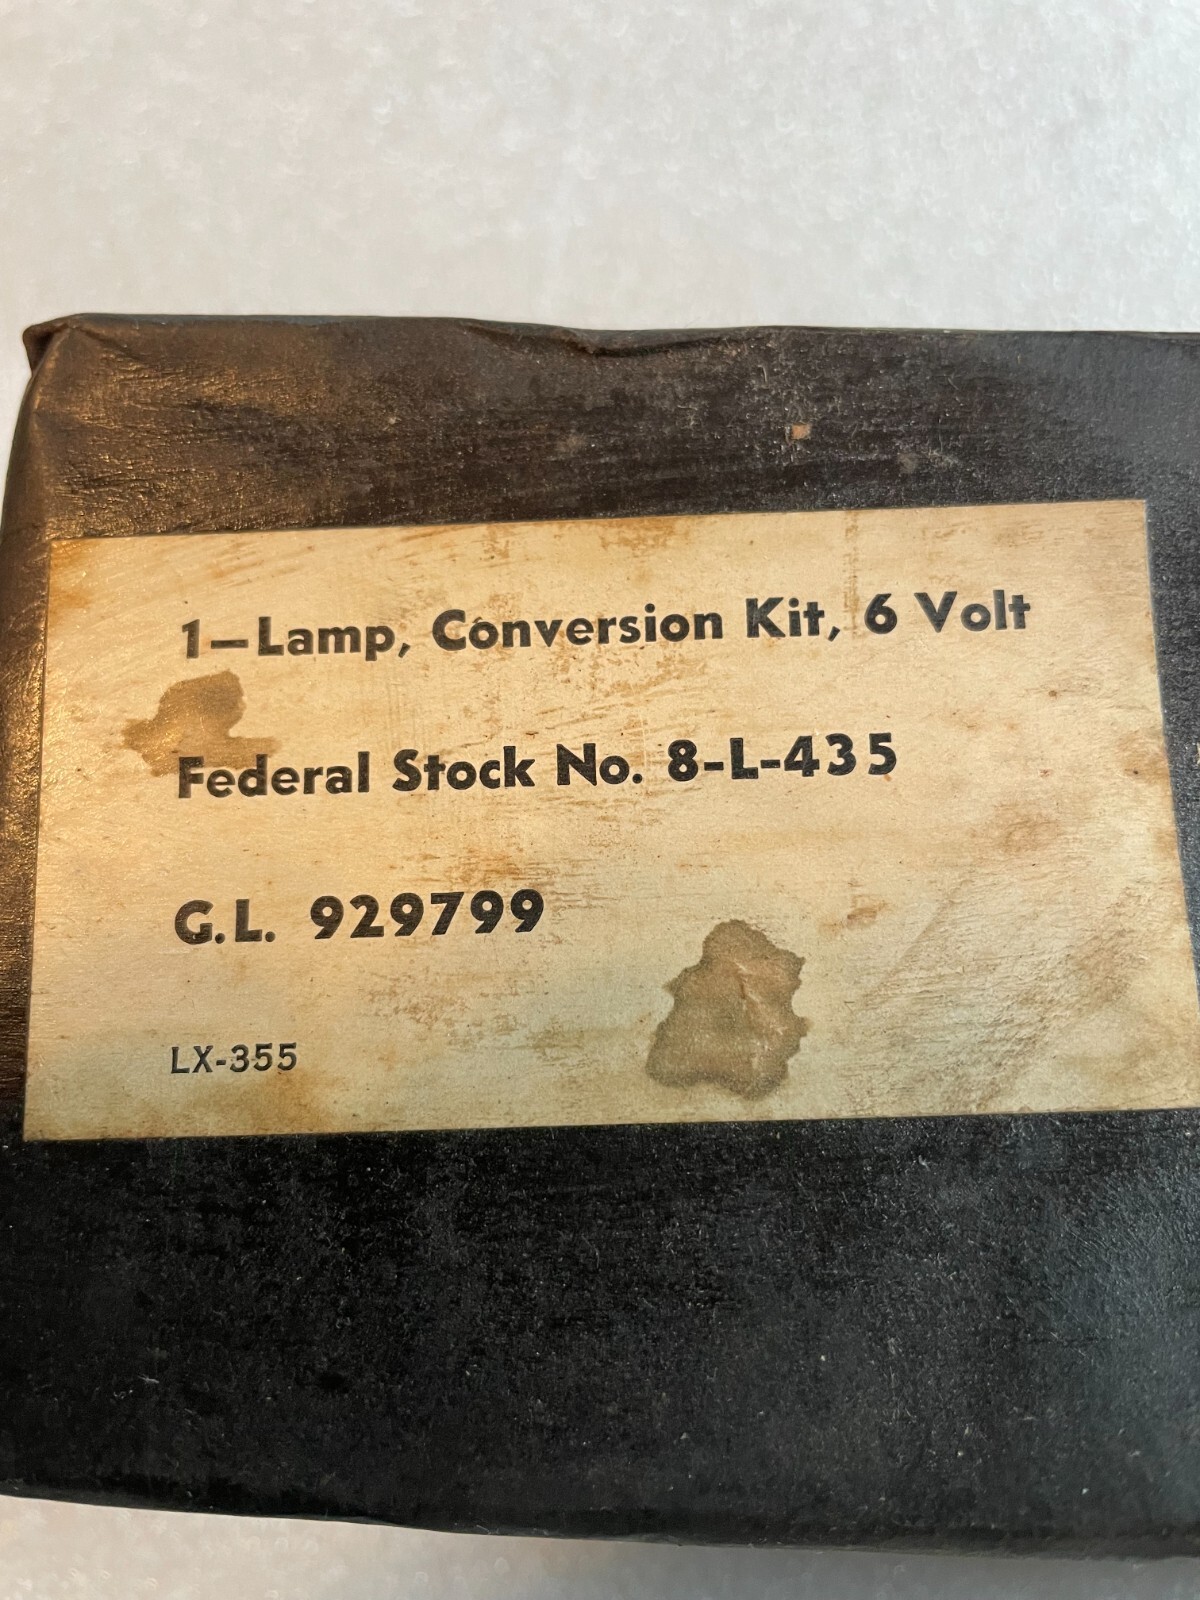 1—Lamp, Conversion Kit, 6 Volt
Federal Stock No. 8-L-435
G.L. 929799
LX-355